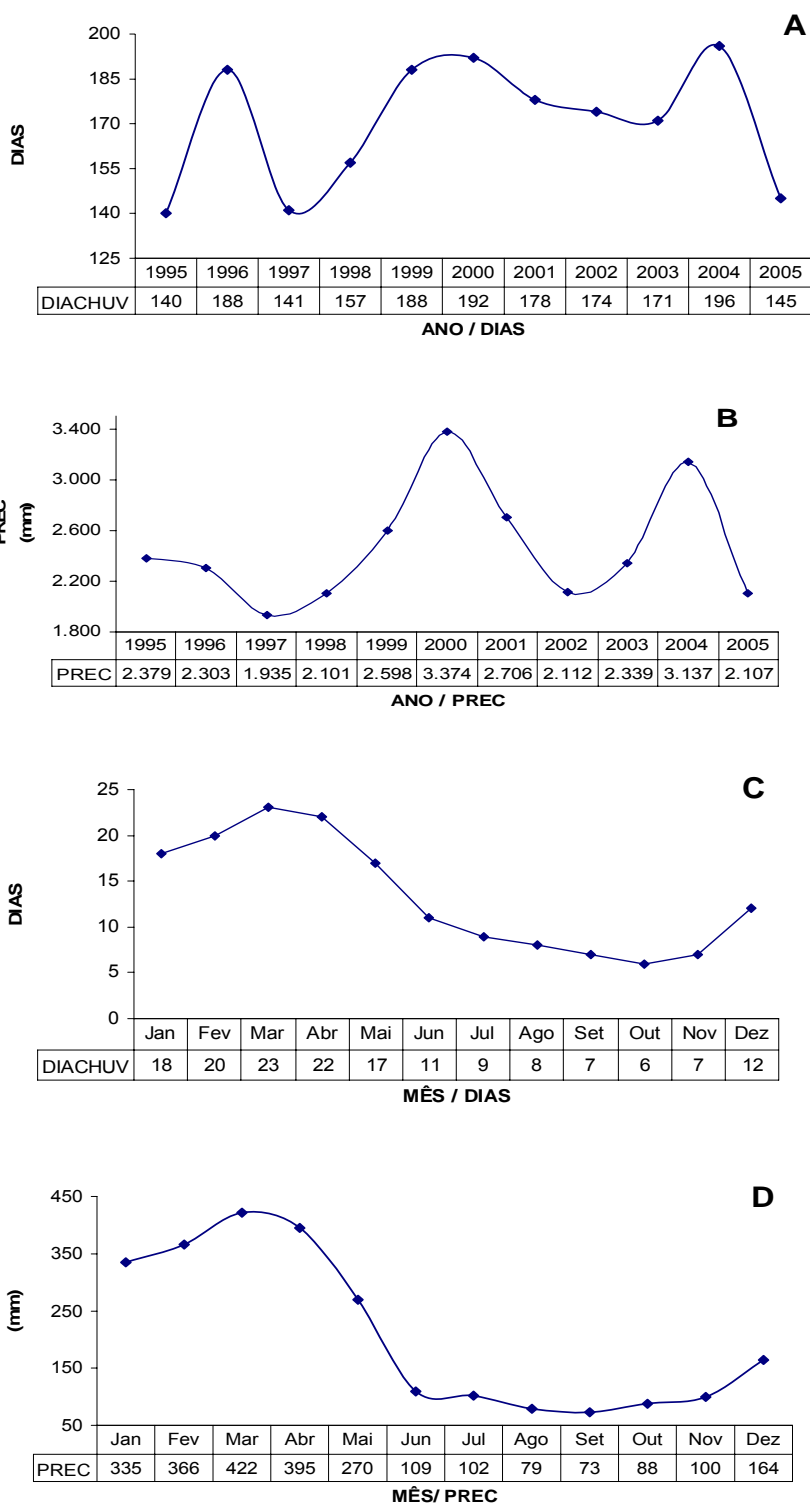 A
200
185
170
155
140
125
DIAS
1995 1996 1997 1998 1999 2000 2001 2002 2003 2004 2005
DIACHUV 140 188 141 157 188 192 178 174 171 196 145
ANO / DIAS
B
3.400
3.000
2.600
2.200
1.800
PREC
(mm)
1995 1996 1997 1998 1999 2000 2001 2002 2003 2004 2005
PREC 2.379 2.303 1.935 2.101 2.598 3.374 2.706 2.112 2.339 3.137 2.107
ANO / PREC
C
25
20
15
10
5
0
DIAS
Jan Fev Mar Abr Mai Jun Jul Ago Set Out Nov Dez
DIACHUV 18 20 23 22 17 11 9 8 7 6 7 12
MÊS / DIAS
D
450
350
250
150
50
(mm)
Jan Fev Mar Abr Mai Jun Jul Ago Set Out Nov Dez
PREC 335 366 422 395 270 109 102 79 73 88 100 164
MÊS/ PREC